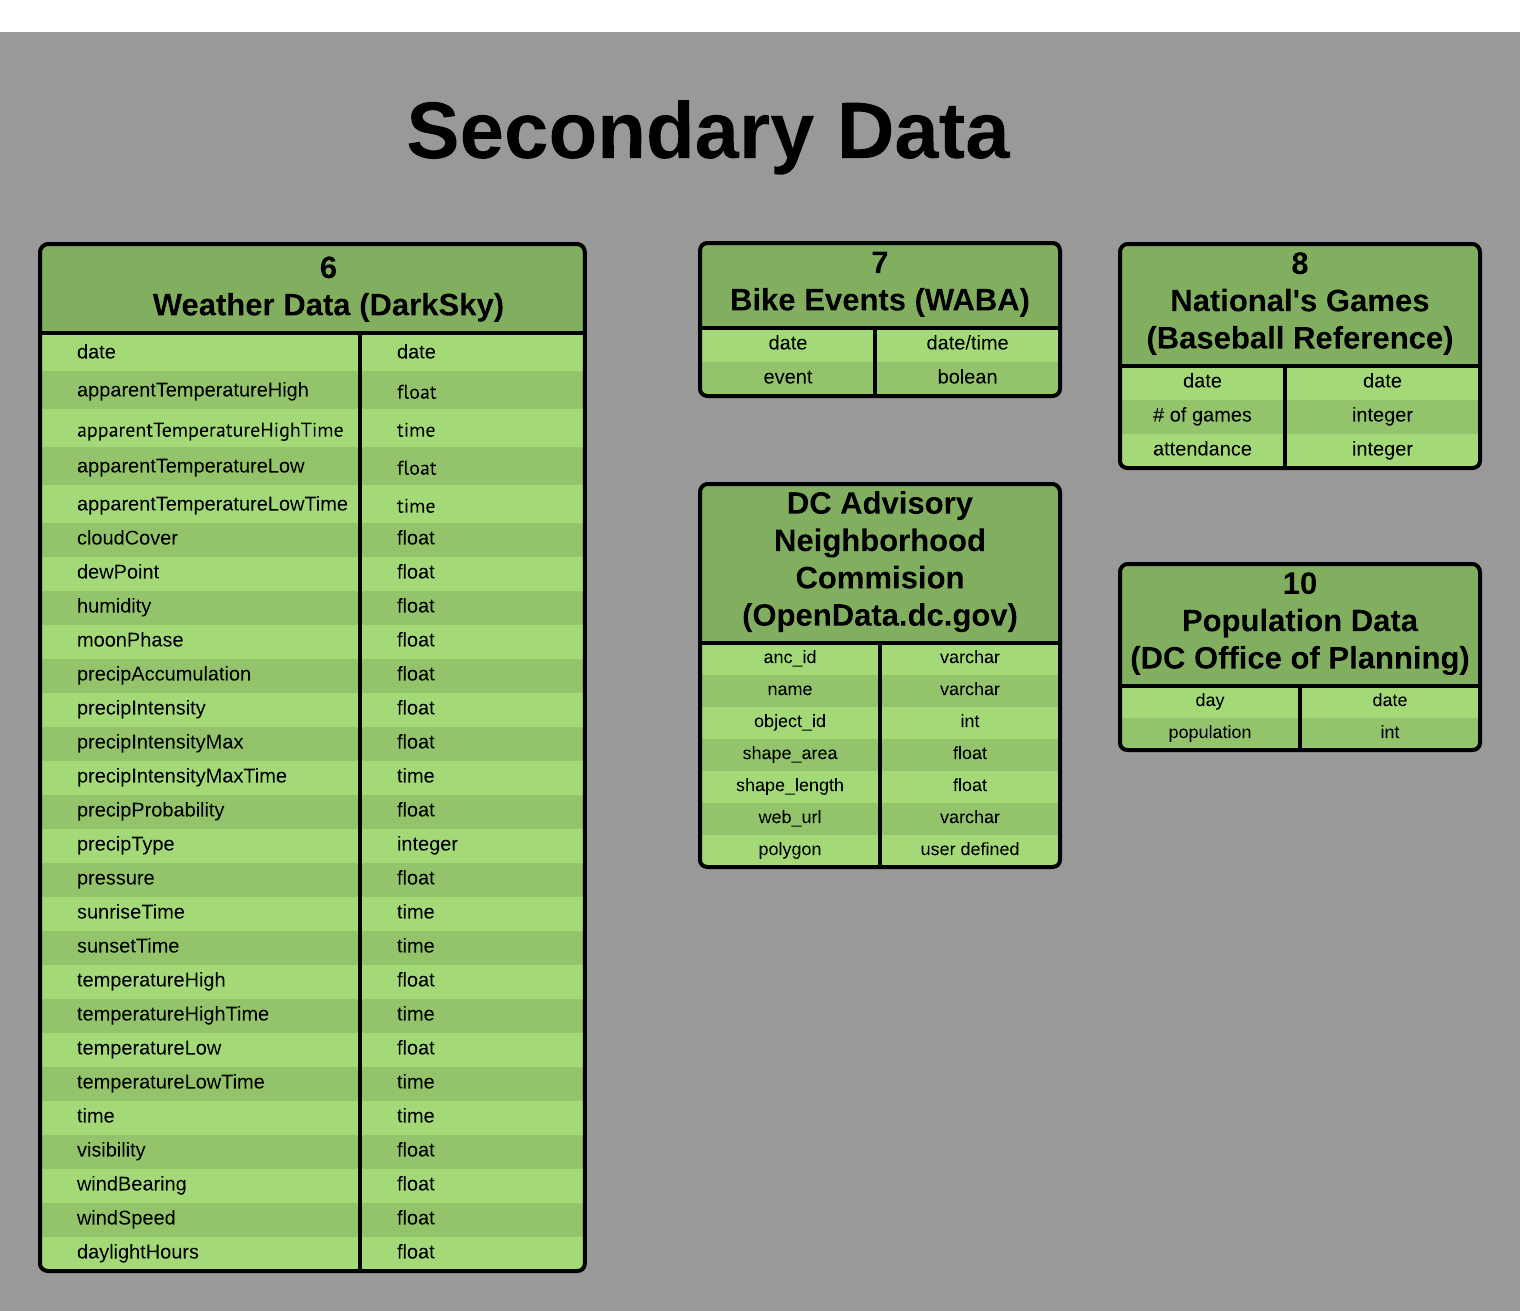 Secondary Data
6
Weather Data (DarkSky)
date date
apparentTemperatureHigh float
apparentTemperatureHighTime time
apparentTemperatureLow float
apparentTemperatureLowTime time
cloudCover float
dewPoint float
humidity float
moonPhase float
precipAccumulation float
precipIntensity float
precipIntensityMax float
precipIntensityMaxTime time
precipProbability float
precipType integer
pressure float
sunriseTime time
sunsetTime time
temperatureHigh float
temperatureHighTime time
temperatureLow float
temperatureLowTime time
time time
visibility float
windBearing float
windSpeed float
daylightHours float
7
Bike Events (WABA)
date date/time
event bolean
DC Advisory
Neighborhood
Commision
(OpenData.dc.gov)
anc_id varchar
name varchar
object_id int
shape_area float
shape_length float
web_url varchar
polygon user defined
8
National's Games
(Baseball Reference)
date date
# of games integer
attendance integer
10
Population Data
(DC Office of Planning)
day date
population int